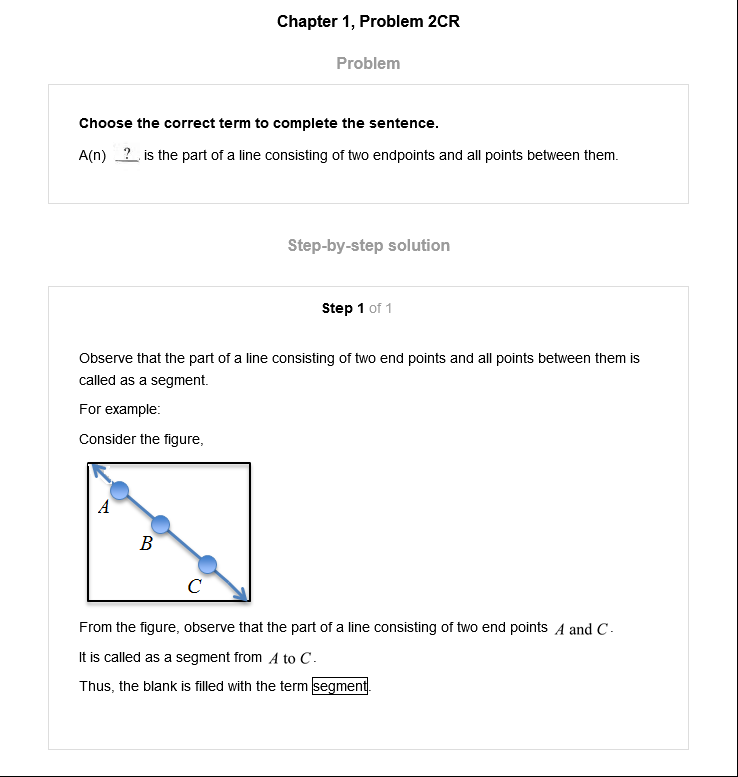 Chapter 1, Problem 2CR
Problem
Choose the correct term to complete the sentence.
A(n) ? is the part of a line consisting of two endpoints and all points between them.
Step-by-step solution
Step 1 of 1
Observe that the part of a line consisting of two end points and all points between them is
called as a segment.
For example:
Consider the figure,
A
B
C
From the figure, observe that the part of a line consisting of two end points A and C.
It is called as a segment from A to C.
Thus, the blank is filled with the term segment.